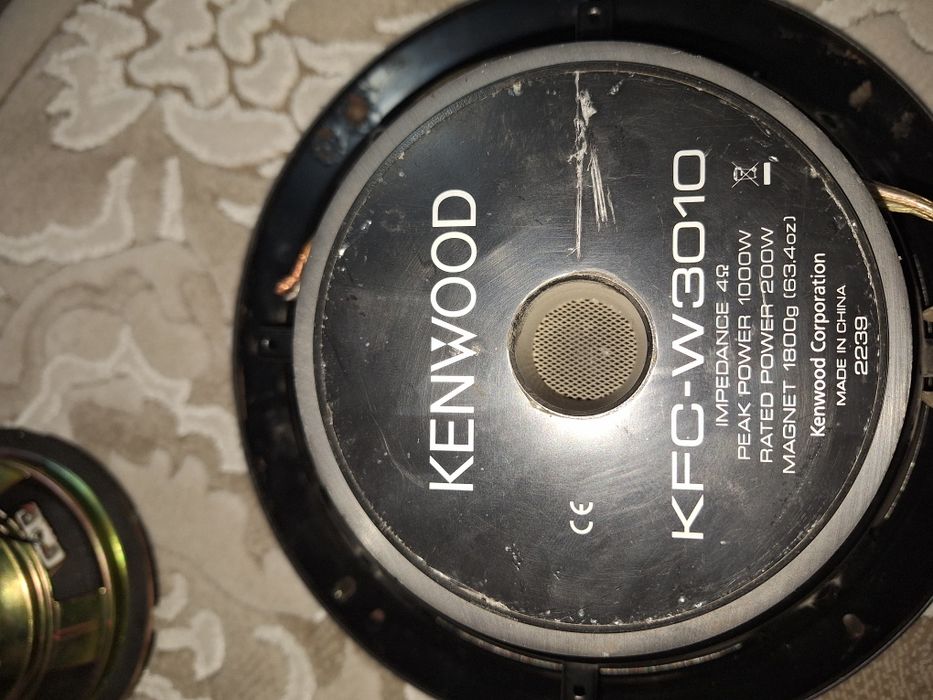 KENWOOD
CE
KFC-W3010
IMPEDANCE 4Ω
PEAK POWER 1000W
RATED POWER 200W
MAGNET 1800g (63.4oz)
Kenwood Corporation
MADE IN CHINA
2239